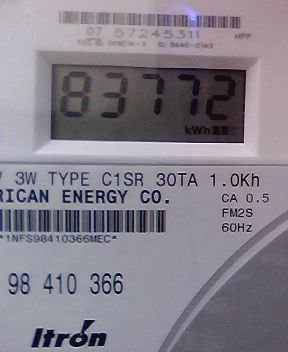 07 57245311
83772
kWh
V 3W TYPE C1SR 30TA 1.0Kh
RICAN ENERGY CO.
CA 0.5
FM2S
60Hz
*1NFS98410366MEC*
98 410 366
Itrón